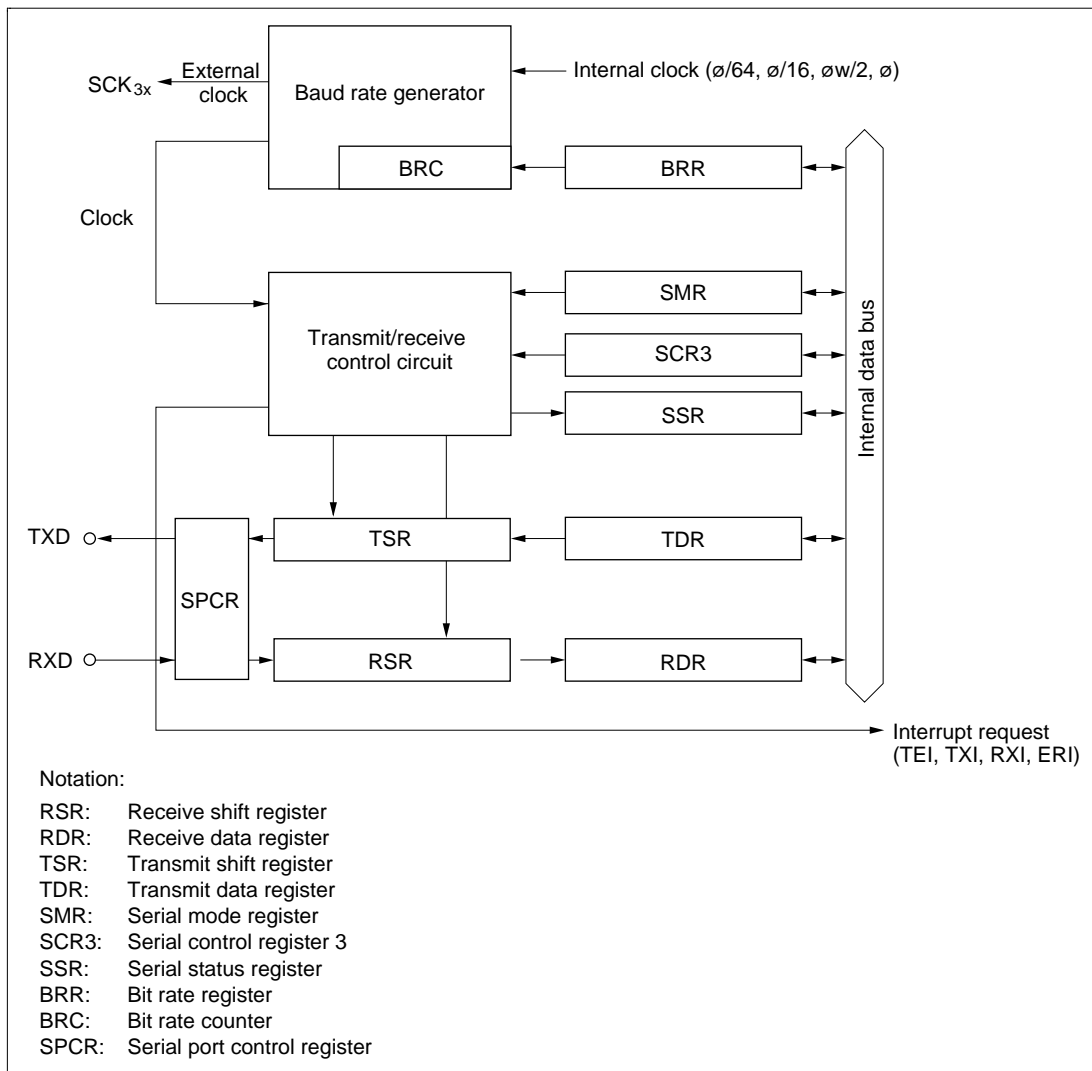 SCK3x
External
clock
Baud rate generator
Internal clock (ø/64, ø/16, øw/2, ø)
BRC
BRR
Clock
Transmit/receive
control circuit
SMR
SCR3
SSR
Internal data bus
TXD
TSR
TDR
SPCR
RXD
RSR
RDR
Interrupt request
(TEI, TXI, RXI, ERI)
Notation:
RSR: Receive shift register
RDR: Receive data register
TSR: Transmit shift register
TDR: Transmit data register
SMR: Serial mode register
SCR3: Serial control register 3
SSR: Serial status register
BRR: Bit rate register
BRC: Bit rate counter
SPCR: Serial port control register